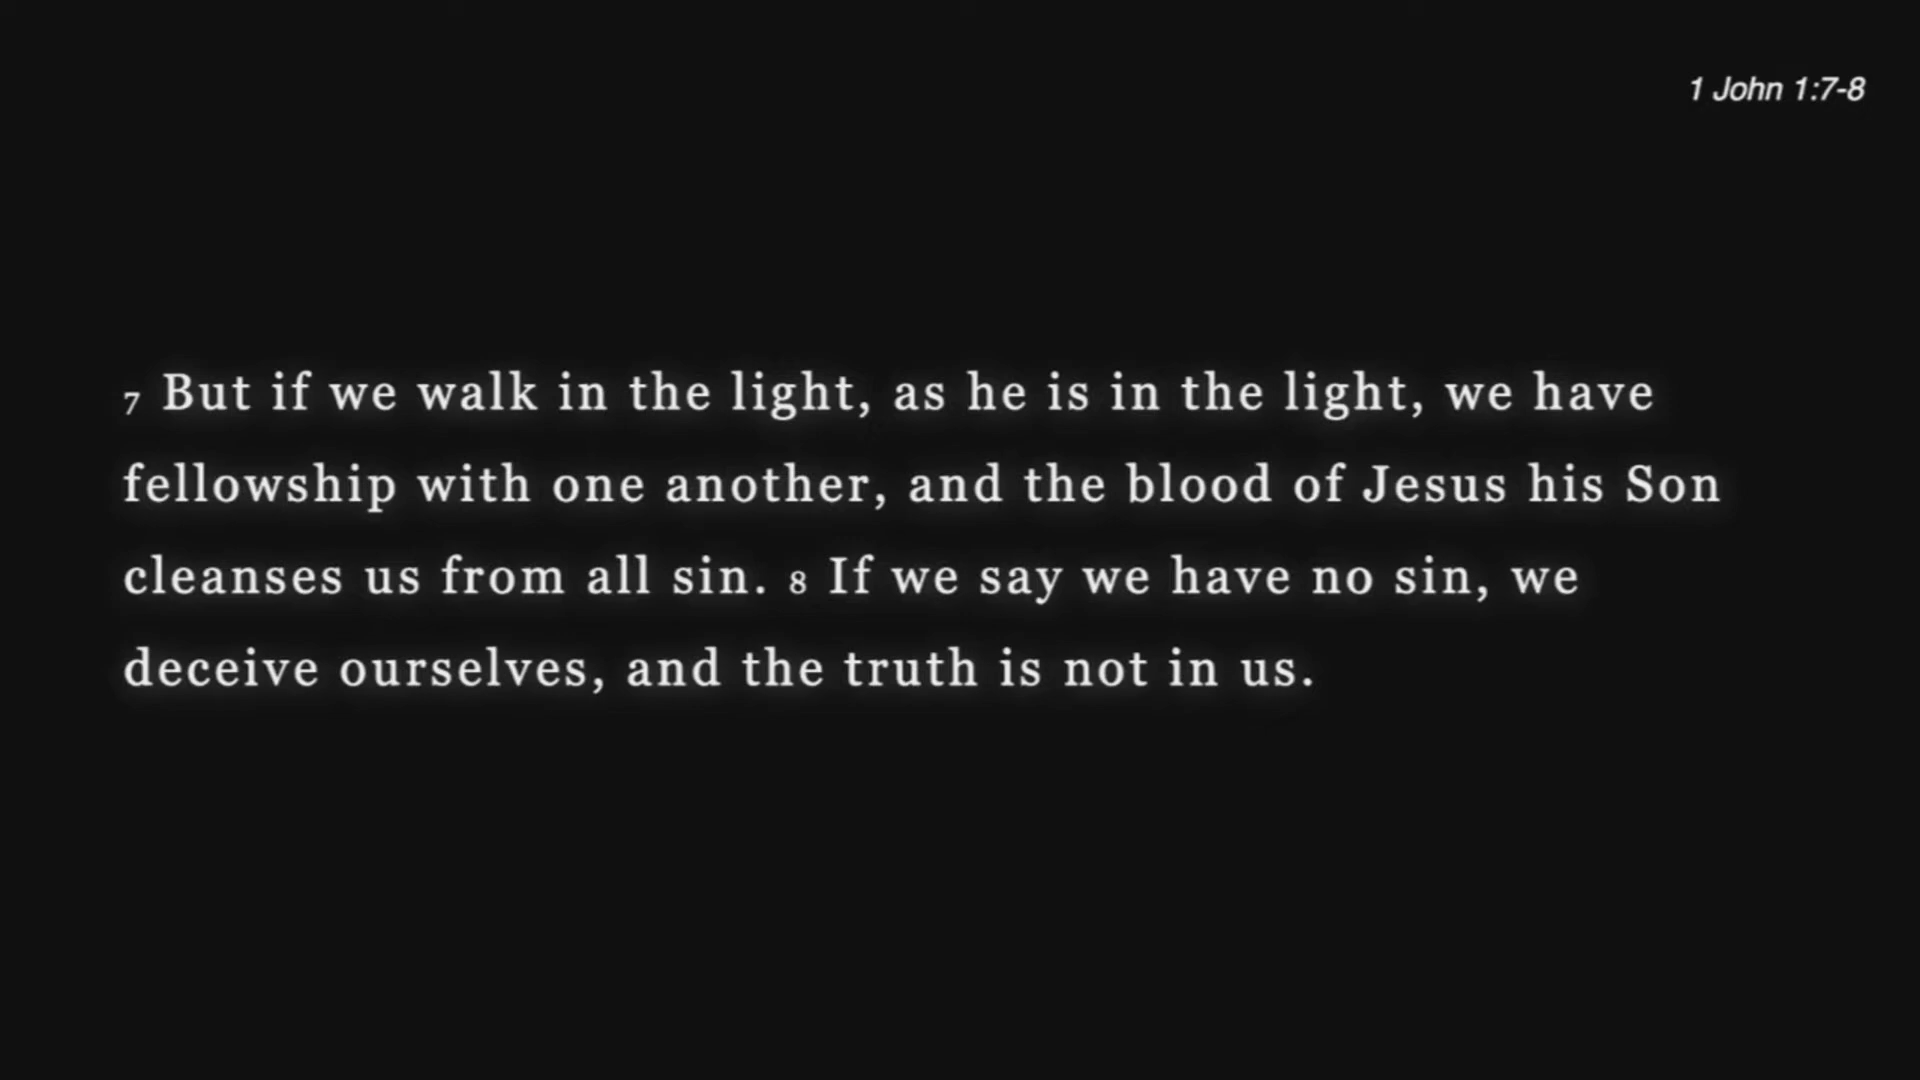 1 John 1:7-8
7 But if we walk in the light, as he is in the light, we have
fellowship with one another, and the blood of Jesus his Son
cleanses us from all sin. 8 If we say we have no sin, we
deceive ourselves, and the truth is not in us.